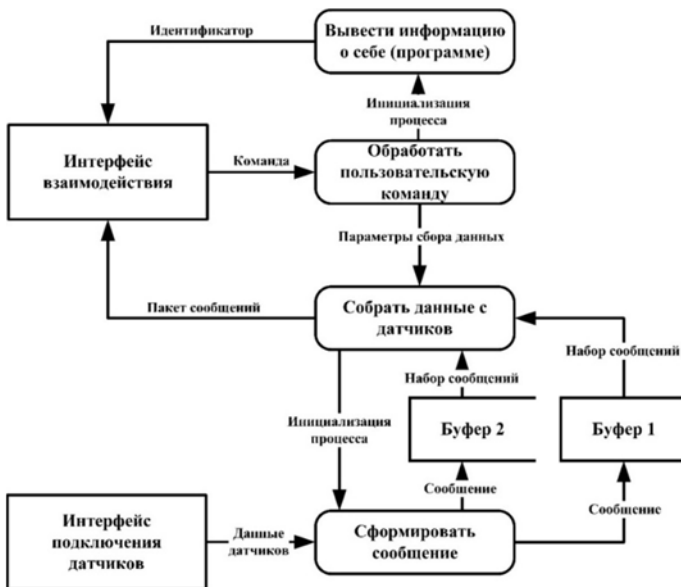 Идентификатор
Вывести информацию
о себе (программе)
Инициализация
процесса
Интерфейс
взаимодействия
Команда
Обработать
пользовательскую
команду
Параметры сбора данных
Пакет сообщений
Собрать данные с
датчиков
Набор сообщений
Набор сообщений
Инициализация
процесса
Буфер 2
Буфер 1
Сообщение
Сообщение
Интерфейс
подключения
датчиков
Данные
датчиков
Сформировать
сообщение